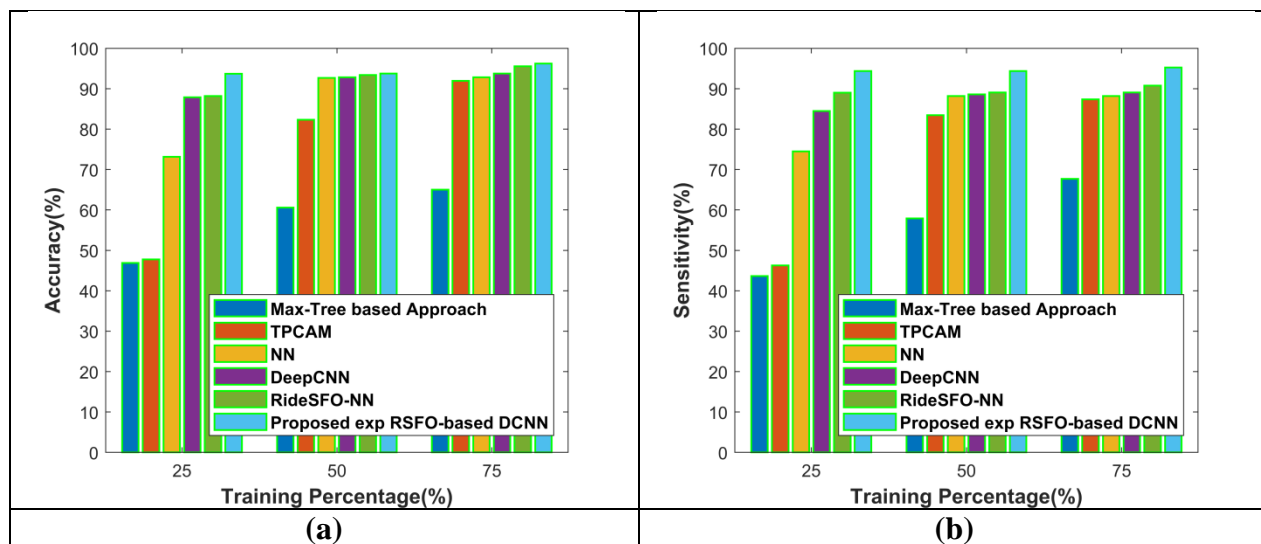 100
90
80
70
60
50
40
30
20
10
0
Accuracy(%)
Max-Tree based Approach
TPCAM
NN
DeepCNN
RideSFO-NN
Proposed exp RSFO-based DCNN
25 50 75
Training Percentage(%)
(a)
100
90
80
70
60
50
40
30
20
10
0
Sensitivity(%)
Max-Tree based Approach
TPCAM
NN
DeepCNN
RideSFO-NN
Proposed exp RSFO-based DCNN
25 50 75
Training Percentage(%)
(b)